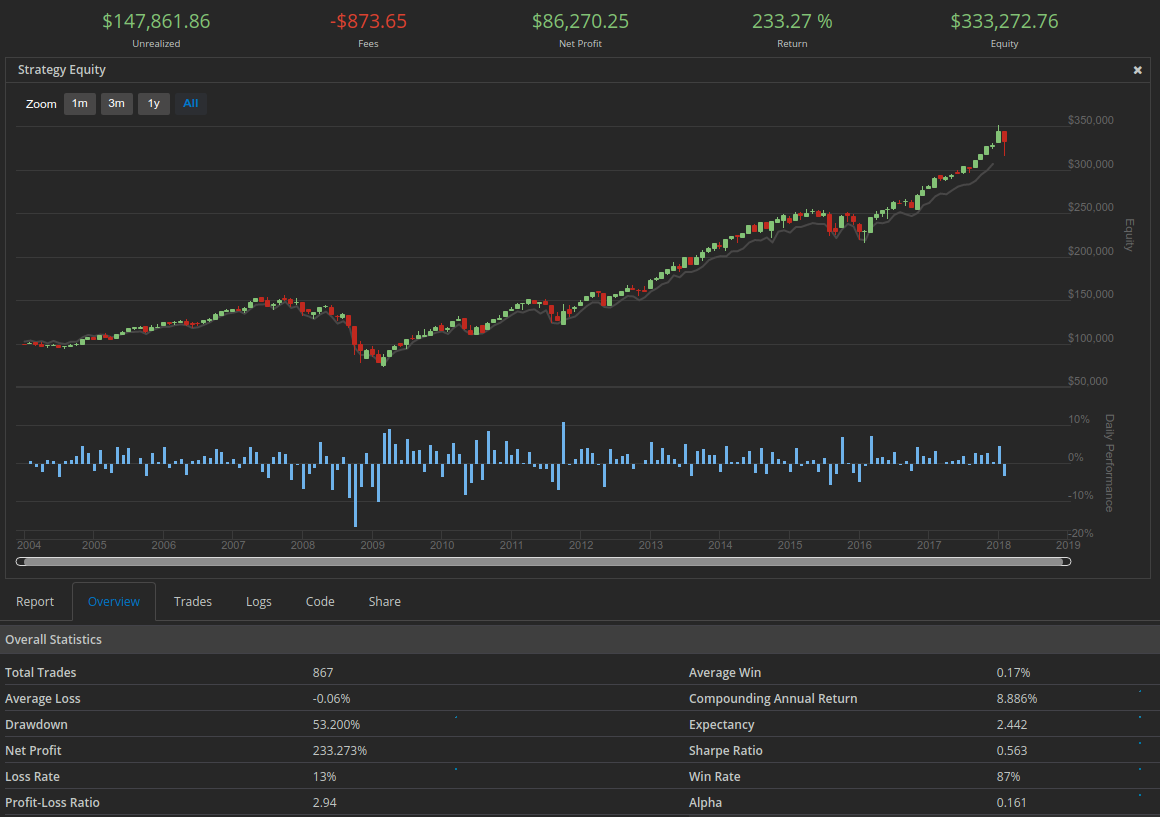 $147,861.86 -$873.65 $86,270.25 233.27 % $333,272.76
Unrealized Fees Net Profit Return Equity
Strategy Equity ×
Zoom 1m 3m 1y All
$350,000
$300,000
$250,000
$200,000
$150,000
$100,000
$50,000
Equity
10%
0%
-10%
-20%
Daily Performance
2004 2005 2006 2007 2008 2009 2010 2011 2012 2013 2014 2015 2016 2017 2018 2019
Report Overview Trades Logs Code Share
Overall Statistics
Total Trades 867 Average Win 0.17%
Average Loss -0.06% Compounding Annual Return 8.886%
Drawdown 53.200% Expectancy 2.442
Net Profit 233.273% Sharpe Ratio 0.563
Loss Rate 13% Win Rate 87%
Profit-Loss Ratio 2.94 Alpha 0.161